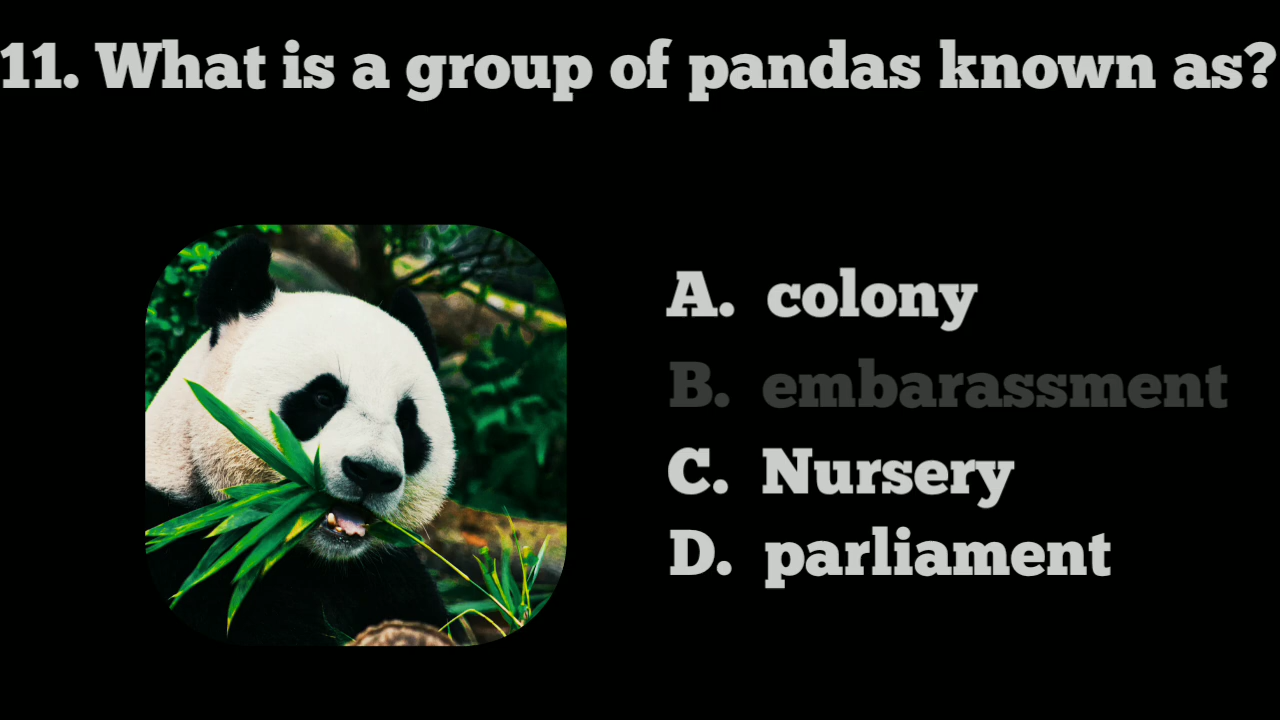 11. What is a group of pandas known as?
A. colony
B. embarassment
C. Nursery
D. parliament